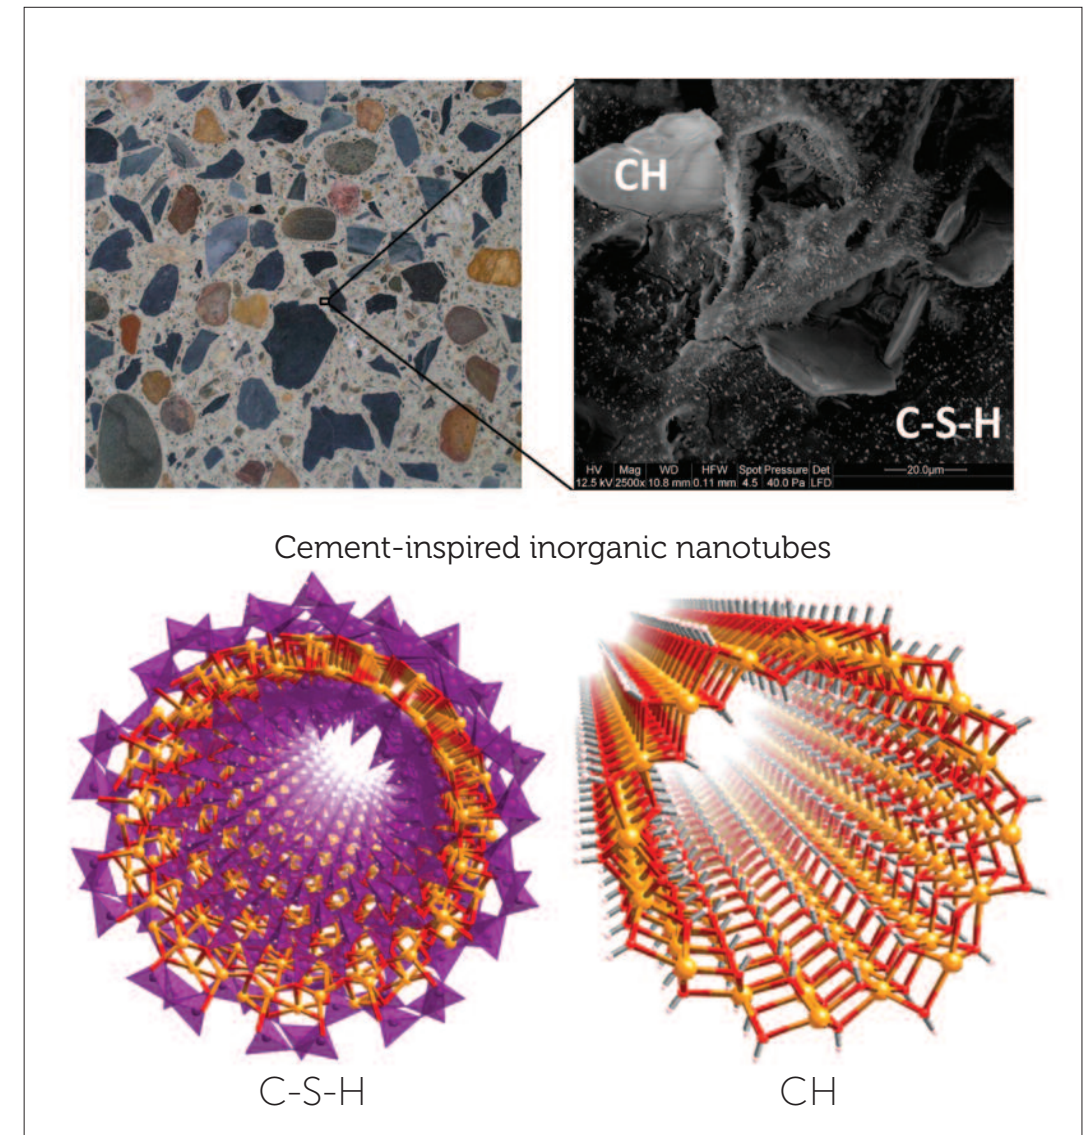 CH
C-S-H
HV Mag WD HFW Spot Pressure Det
12.5 kV 2500x 10.8 mm 0.11 mm 4.5 40.0 Pa LFD
20.0µm
Cement-inspired inorganic nanotubes
C-S-H CH